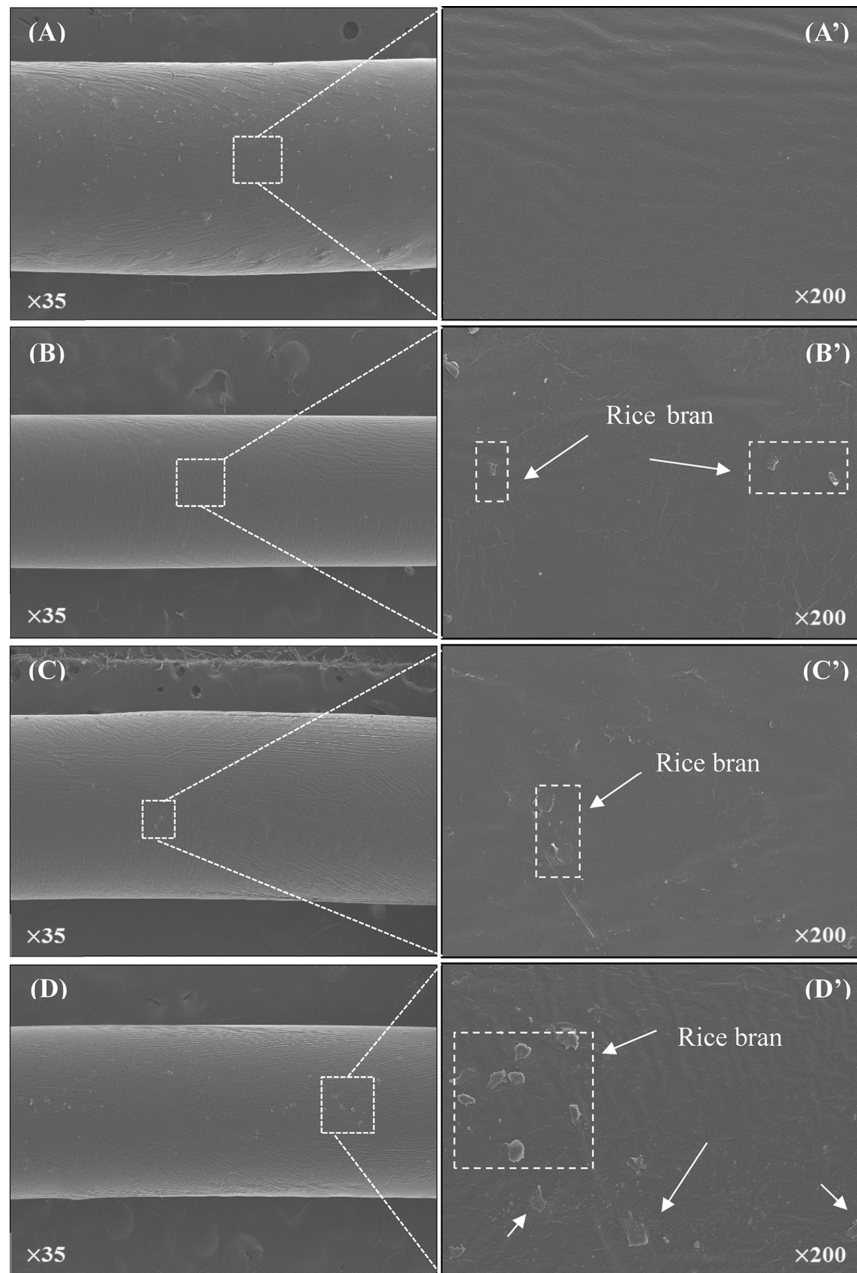 (A)
(A’)
×35
×200
(B)
(B’)
Rice bran
×35
×200
(C)
(C’)
Rice bran
×35
×200
(D)
(D’)
Rice bran
×35
×200